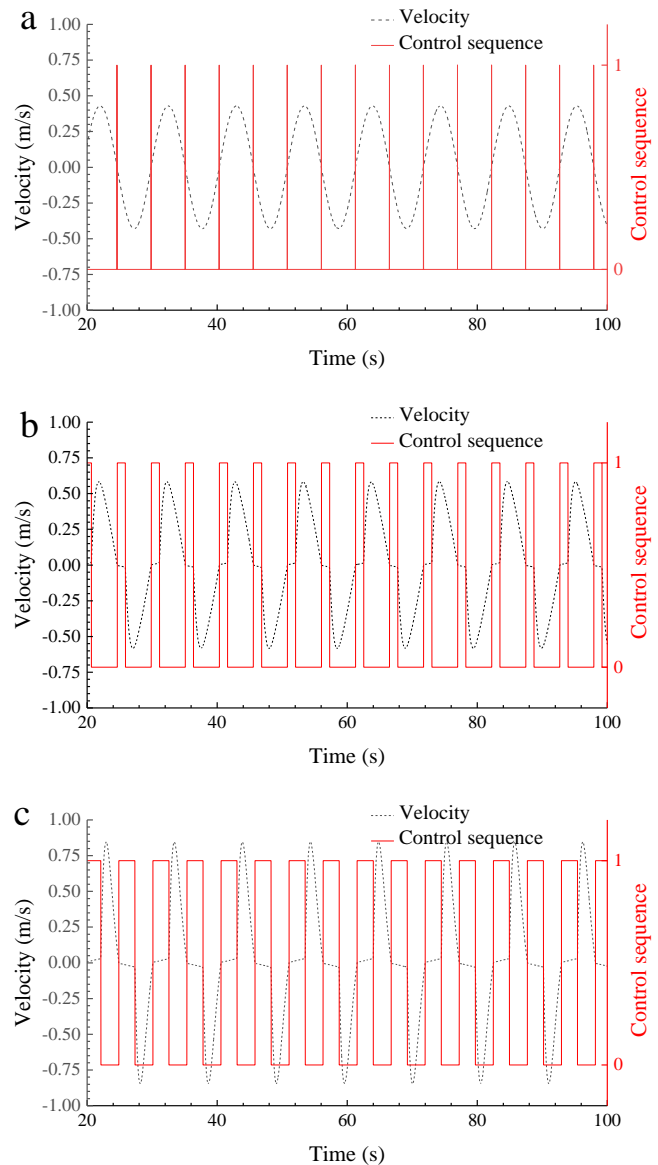 a
Velocity
Control sequence
1.00
0.75
0.50
0.25
0.00
-0.25
-0.50
-0.75
-1.00
Velocity (m/s)
1
0
Control sequence
20 40 60 80 100
Time (s)
b
Velocity
Control sequence
1.00
0.75
0.50
0.25
0.00
-0.25
-0.50
-0.75
-1.00
Velocity (m/s)
1
0
Control sequence
20 40 60 80 100
Time (s)
c
Velocity
Control sequence
1.00
0.75
0.50
0.25
0.00
-0.25
-0.50
-0.75
-1.00
Velocity (m/s)
1
0
Control sequence
20 40 60 80 100
Time (s)